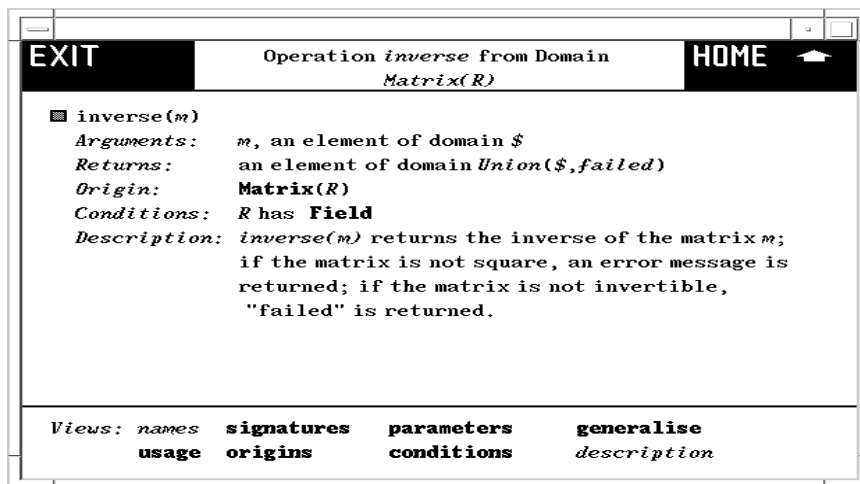 EXIT
Operation inverse from Domain
Matrix(R)
HOME
inverse(m)
Arguments: m, an element of domain $
Returns: an element of domain Union($,failed)
Origin: Matrix(R)
Conditions: R has Field
Description: inverse(m) returns the inverse of the matrix m;
if the matrix is not square, an error message is
returned; if the matrix is not invertible,
"failed" is returned.
Views: names signatures parameters generalise
usage origins conditions description